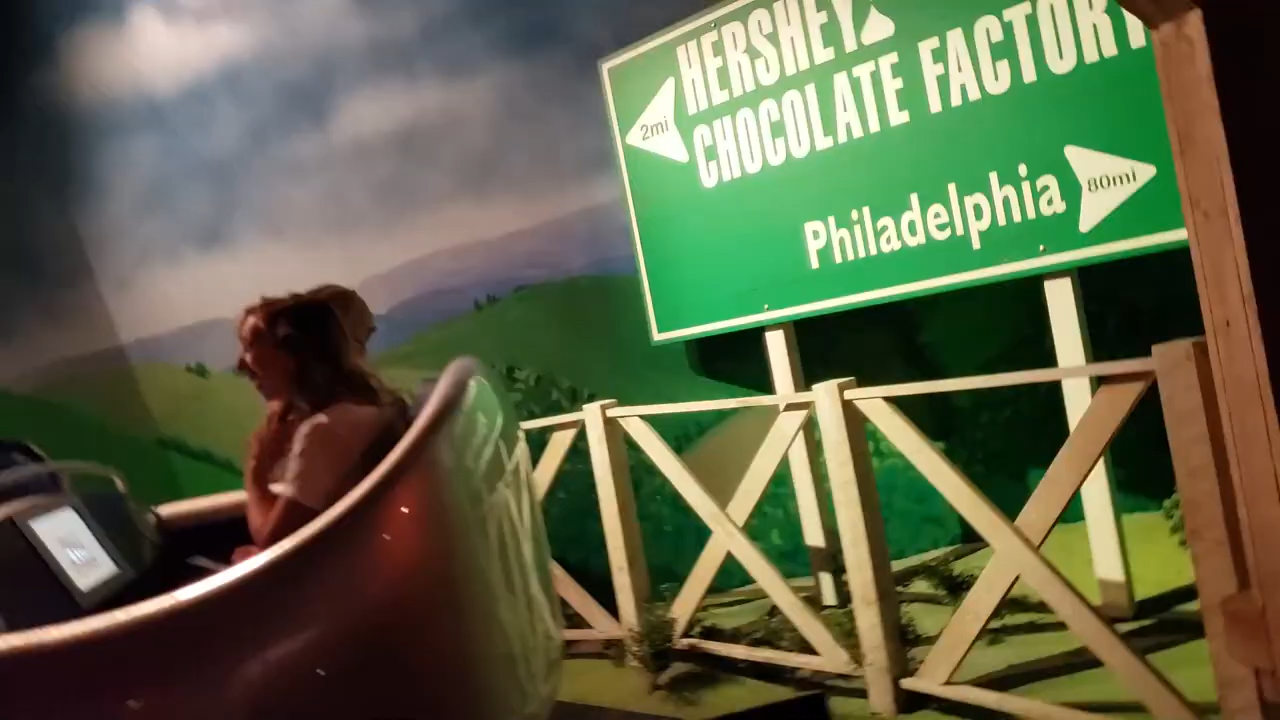 HERSHEY
2mi
CHOCOLATE FACTORY
Philadelphia
80mi